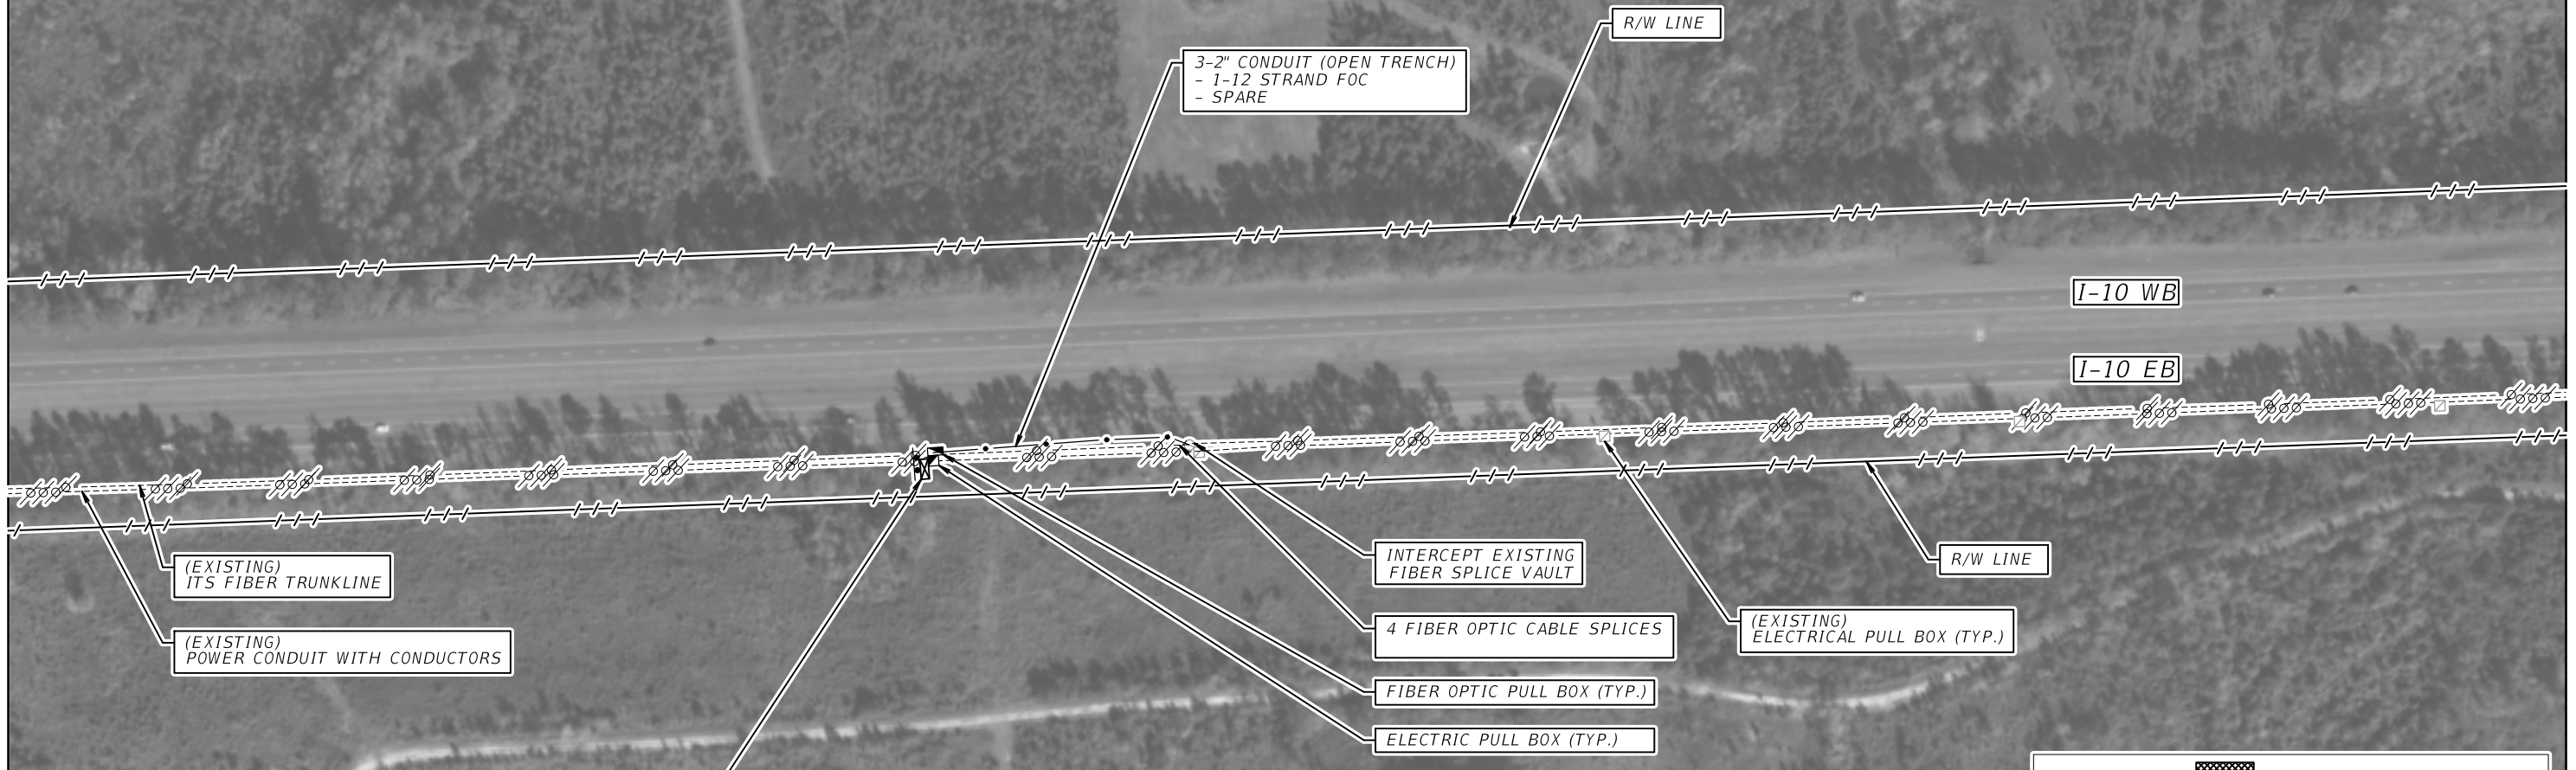 R/W LINE
3-2" CONDUIT (OPEN TRENCH)
- 1-12 STRAND FOC
- SPARE
I-10 WB
I-10 EB
(EXISTING)
ITS FIBER TRUNKLINE
(EXISTING)
POWER CONDUIT WITH CONDUCTORS
INTERCEPT EXISTING
FIBER SPLICE VAULT
4 FIBER OPTIC CABLE SPLICES
FIBER OPTIC PULL BOX (TYP.)
ELECTRIC PULL BOX (TYP.)
R/W LINE
(EXISTING)
ELECTRICAL PULL BOX (TYP.)